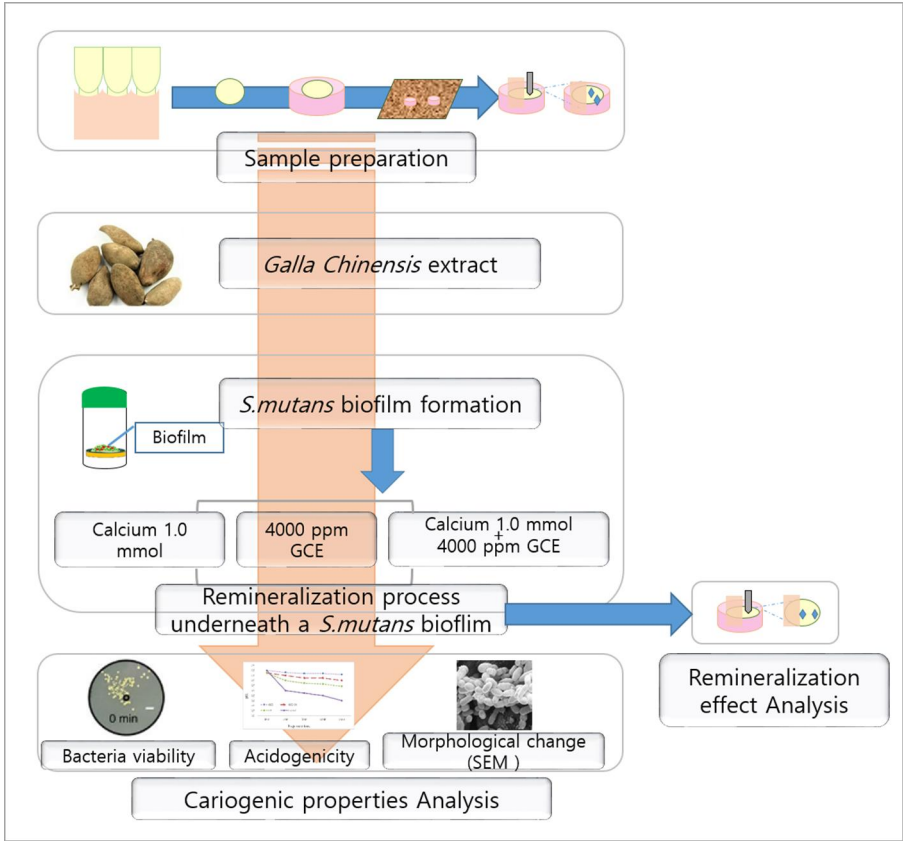 Sample preparation
Galla Chinensis extract
S.mutans biofilm formation
Biofilm
Calcium 1.0
mmol
4000 ppm
GCE
Calcium 1.0 mmol
+
4000 ppm GCE
Remineralization process
underneath a S.mutans bioflim
Remineralization
effect Analysis
0 min
Bacteria viability
Acidogenicity
Morphological change
(SEM )
Cariogenic properties Analysis